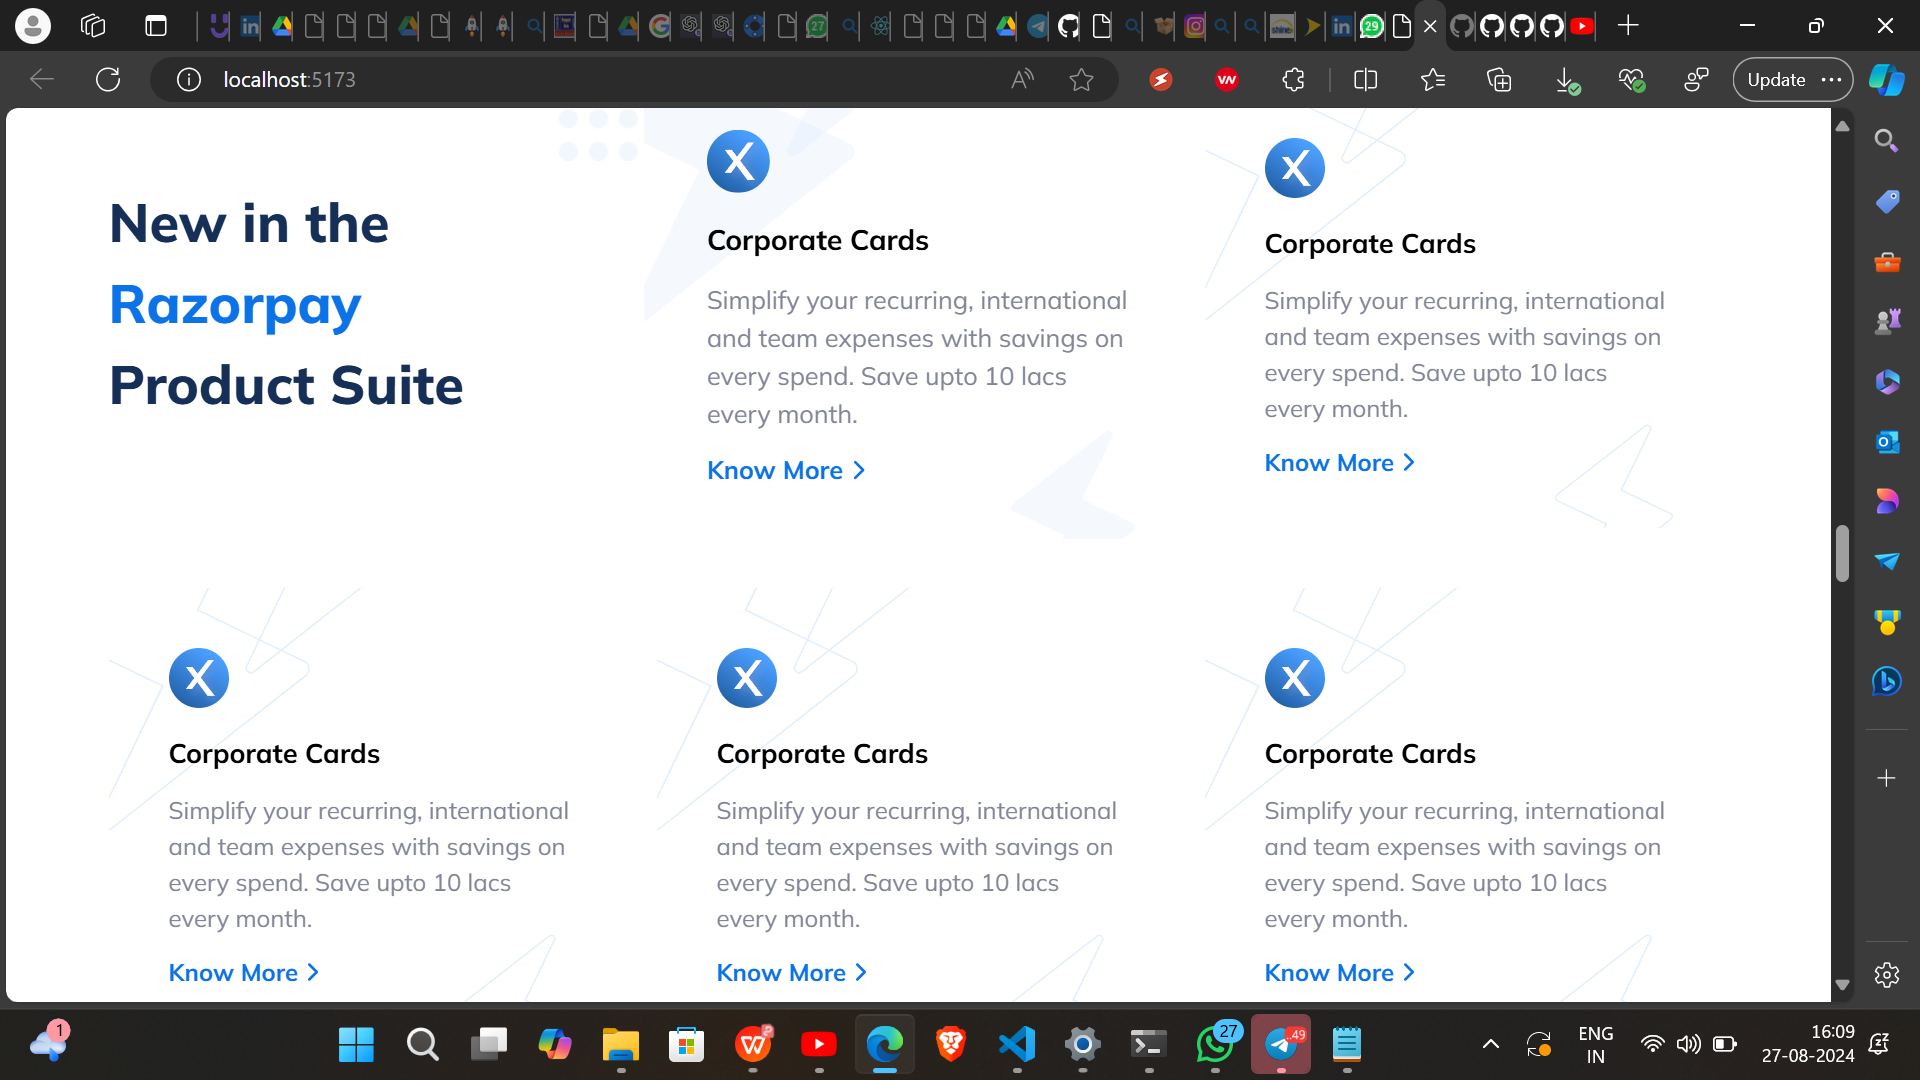 27
29
localhost:5173
Update
New in the
Razorpay
Product Suite
Corporate Cards
Simplify your recurring, international
and team expenses with savings on
every spend. Save upto 10 lacs
every month.
Know More
Corporate Cards
Simplify your recurring, international
and team expenses with savings on
every spend. Save upto 10 lacs
every month.
Know More
Corporate Cards
Simplify your recurring, international
and team expenses with savings on
every spend. Save upto 10 lacs
every month.
Know More
Corporate Cards
Simplify your recurring, international
and team expenses with savings on
every spend. Save upto 10 lacs
every month.
Know More
Corporate Cards
Simplify your recurring, international
and team expenses with savings on
every spend. Save upto 10 lacs
every month.
Know More
1
27
..49
ENG
IN
16:09
27-08-2024